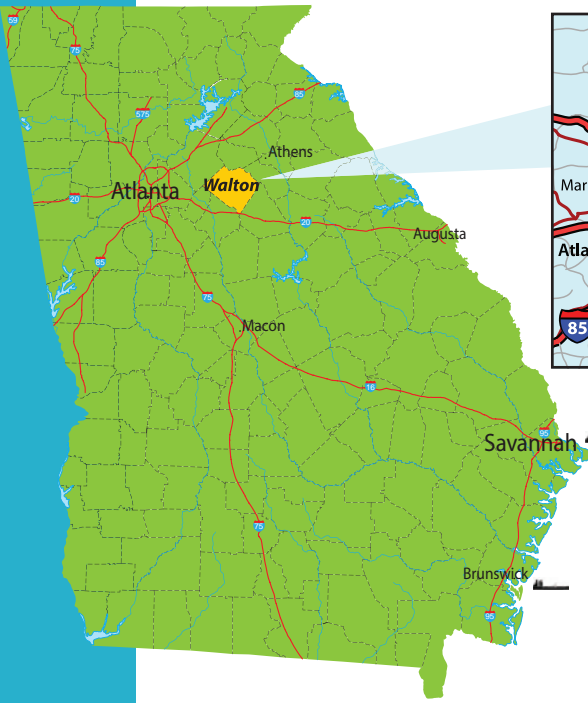 59
75
85
575
Athens
Atlanta
Walton
Mar
20
20
Augusta
Atla
85
75
Macon
85
16
95
Savannah
75
Brunswick
95